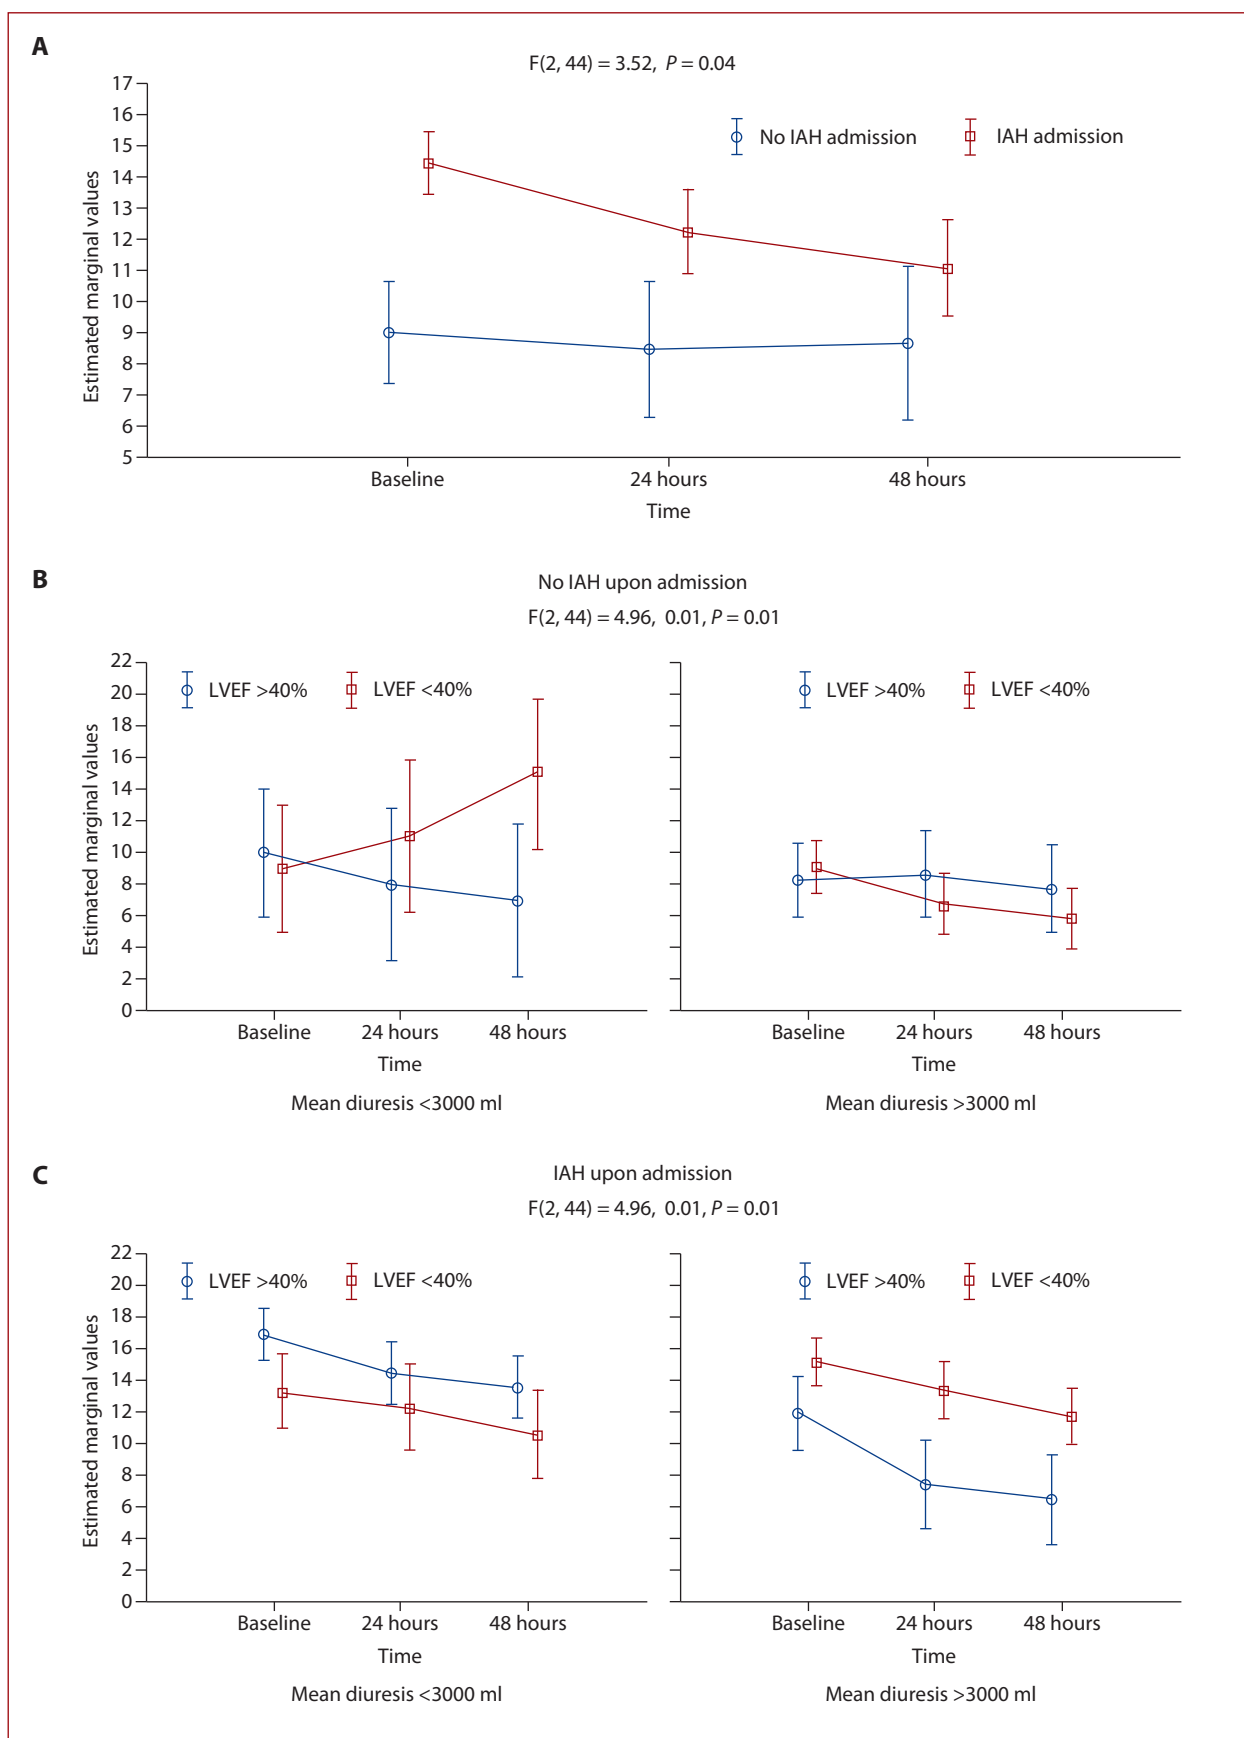 A
F(2, 44) = 3.52, P = 0.04
17
16
15
14
13
12
11
10
9
8
7
6
5
Estimated marginal values
No IAH admission
IAH admission
Baseline
24 hours
48 hours
Time
B
No IAH upon admission
F(2, 44) = 4.96, 0.01, P = 0.01
22
20
18
16
14
12
10
8
6
4
2
0
Estimated marginal values
LVEF >40%
LVEF <40%
Baseline
24 hours
48 hours
Time
Mean diuresis <3000 ml
LVEF >40%
LVEF <40%
Baseline
24 hours
48 hours
Time
Mean diuresis >3000 ml
C
IAH upon admission
F(2, 44) = 4.96, 0.01, P = 0.01
22
20
18
16
14
12
10
8
6
4
2
0
Estimated marginal values
LVEF >40%
LVEF <40%
Baseline
24 hours
48 hours
Time
Mean diuresis <3000 ml
LVEF >40%
LVEF <40%
Baseline
24 hours
48 hours
Time
Mean diuresis >3000 ml